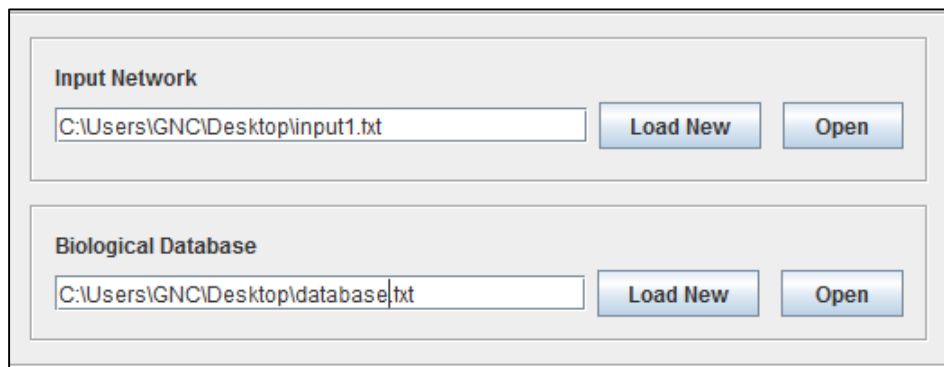 Input Network
C:\Users\GNC\Desktop\input1.txt Load New Open
Biological Database
C:\Users\GNC\Desktop\database.txt Load New Open